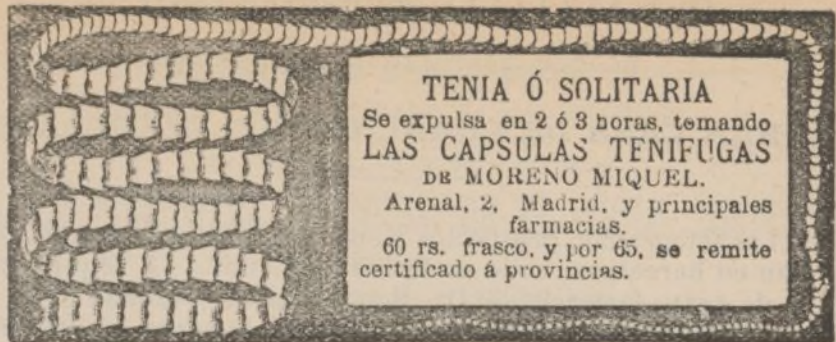 TENIA Ó SOLITARIA
Se expulsa en 2 ó 3 horas, tomando
LAS CAPSULAS TENIFUGAS
DE MORENO MIQUEL.
Arenal, 2, Madrid, y principales
farmacias.
60 rs. frasco, y por 65, se remite
certificado á provincias.